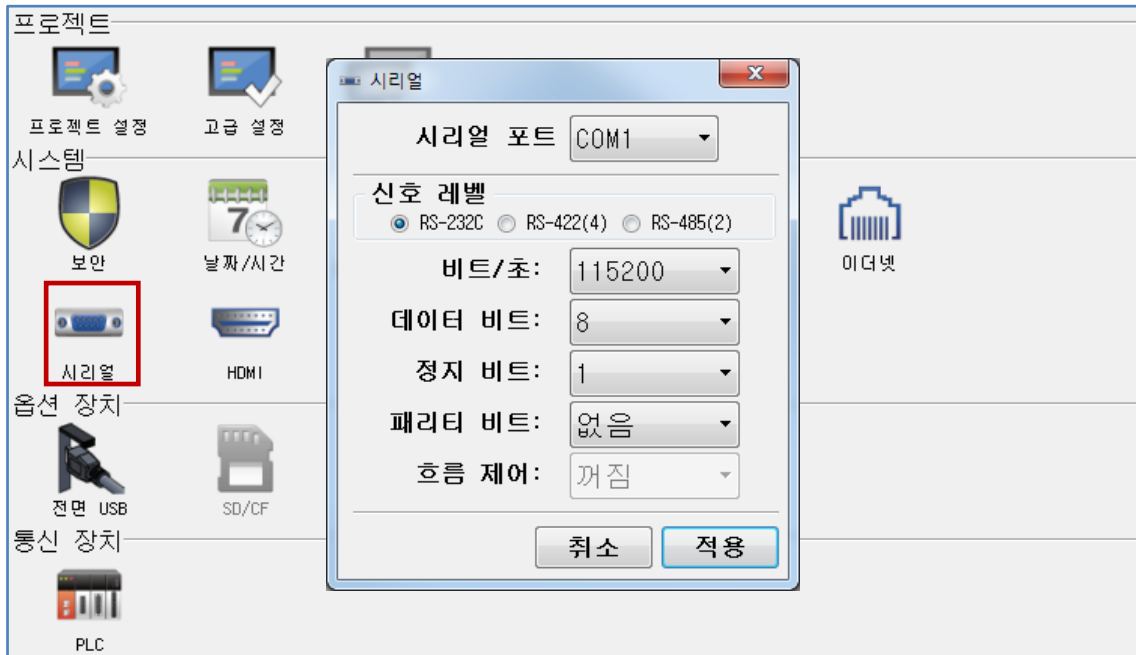 프로젝트
프로젝트 설정
고급 설정
시스템
보안
날짜/시간
이더넷
시리얼
HDMI
옵션 장치
전면 USB
SD/CF
통신 장치
PLC
시리얼
시리얼 포트 COM1
신호 레벨
RS-232C RS-422(4) RS-485(2)
비트/초: 115200
데이터 비트: 8
정지 비트: 1
패리티 비트: 없음
흐름 제어: 꺼짐
취소 적용